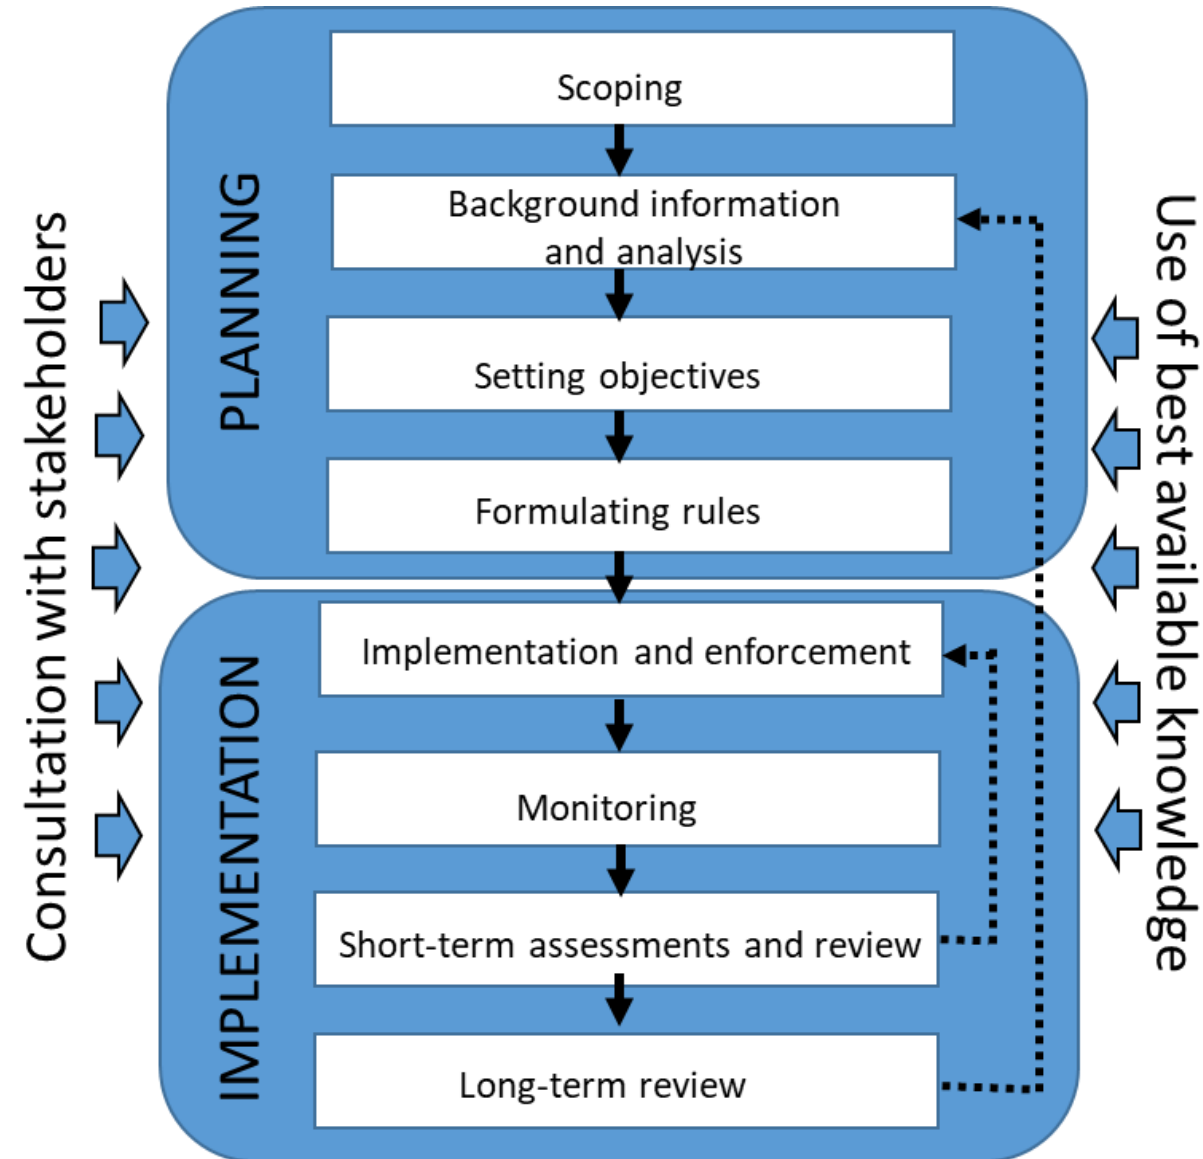 Consultation with stakeholders
PLANNING
Scoping
Background information
and analysis
Setting objectives
Formulating rules
IMPLEMENTATION
Implementation and enforcement
Monitoring
Short-term assessments and review
Long-term review
Use of best available knowledge